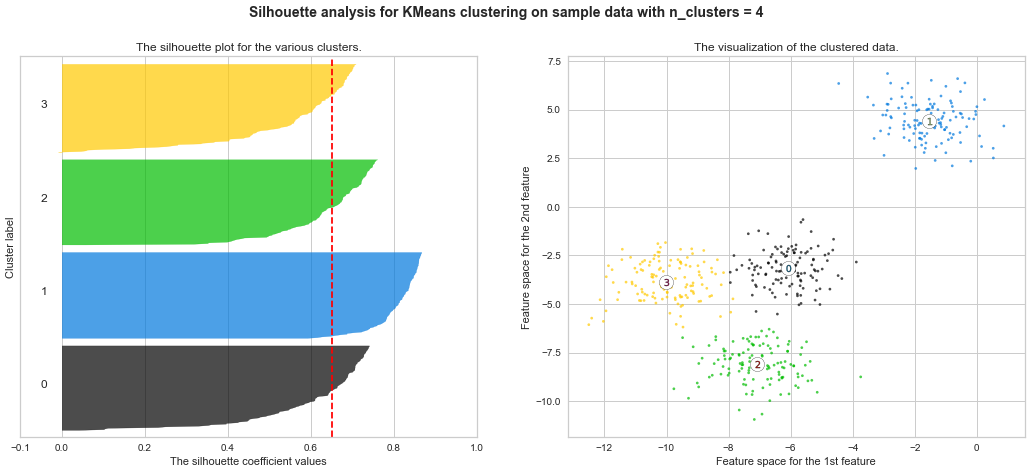 Silhouette analysis for KMeans clustering on sample data with n_clusters = 4
The silhouette plot for the various clusters.
3
2
1
0
Cluster label
−0.1 0.0 0.2 0.4 0.6 0.8 1.0
The silhouette coefficient values
The visualization of the clustered data.
7.5
5.0
2.5
0.0
−2.5
−5.0
−7.5
−10.0
Feature space for the 2nd feature
1
0
3
2
−12 −10 −8 −6 −4 −2 0
Feature space for the 1st feature